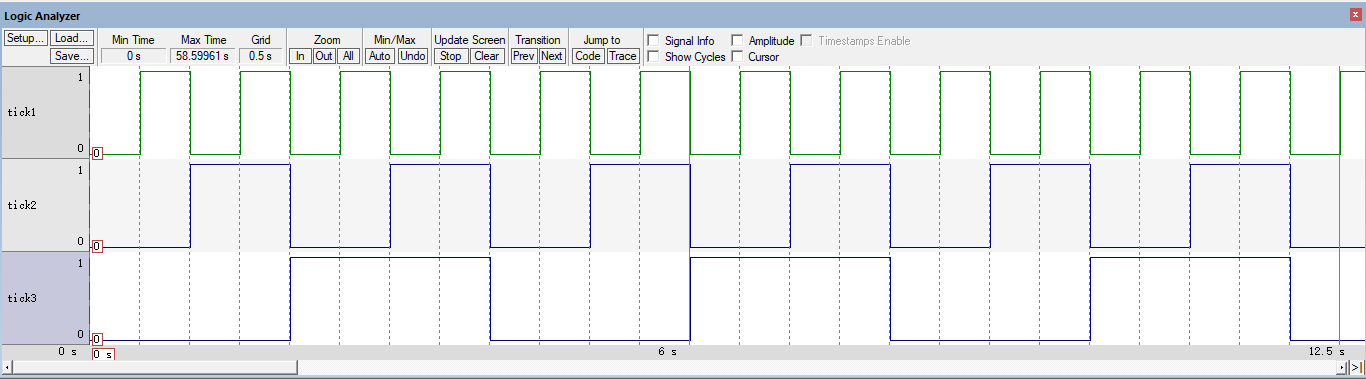 Logic Analyzer
Setup... Load... Min Time Max Time Grid Zoom Min/Max Update Screen Transition Jump to Signal Info Amplitude Timestamps Enable
Save... 0 s 58.59961 s 0.5 s In Out All Auto Undo Stop Clear Prev Next Code Trace Show Cycles Cursor
1
tick1
0 0
1
tick2
0 0
1
tick3
0 0
0 s 0 s 6 s 12.5 s